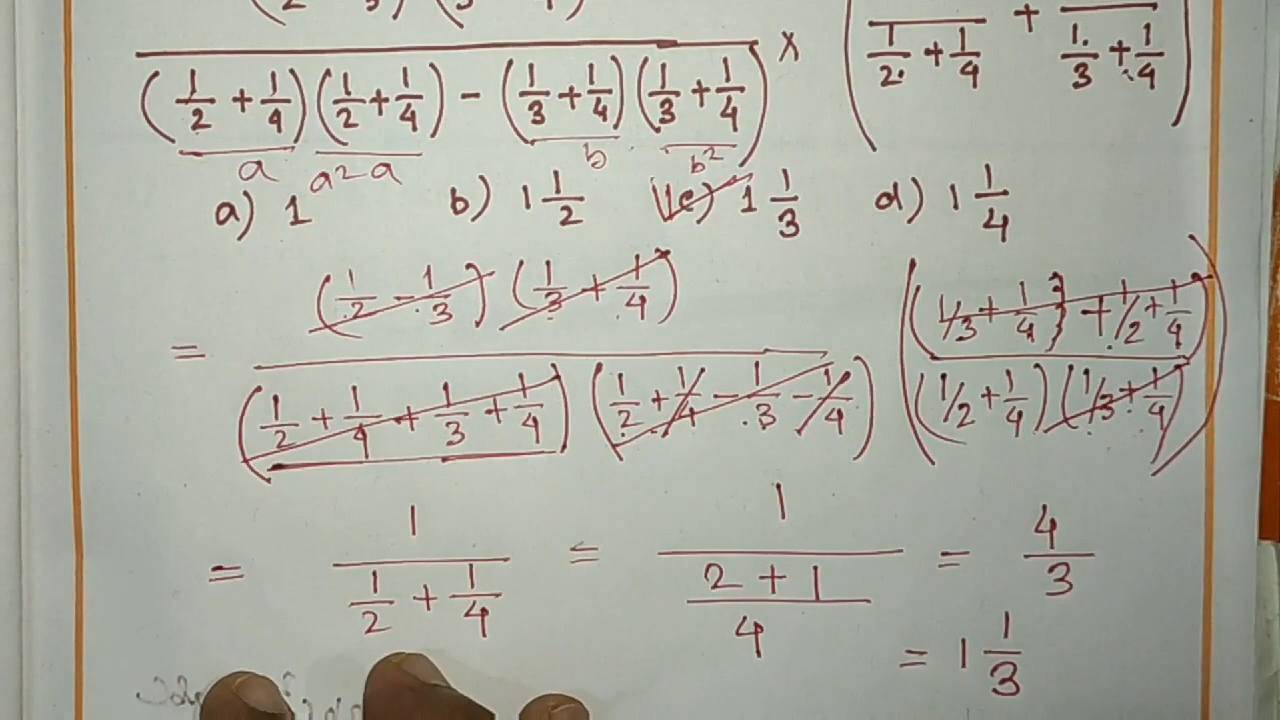 (1/2 + 1/4)(1/2 + 1/4) - (1/3 + 1/4)(1/3 + 1/4) × (1/2 + 1/4 + 1/3 + 1/4)
a a²-a b b²
a) 1 b) 1 1/2 c) 1 1/3 d) 1 1/4
= (1/2 - 1/3) (1/3 + 1/4) / (1/2 + 1/4 + 1/3 + 1/4) (1/2 + 1/4 - 1/3 - 1/4) ((1/3 + 1/4) + 1/2 + 1/4) / (1/2 + 1/4) (1/3 + 1/4)
= 1 / (1/2 + 1/4) = 1 / ((2 + 1)/4) = 4/3
= 1 1/3